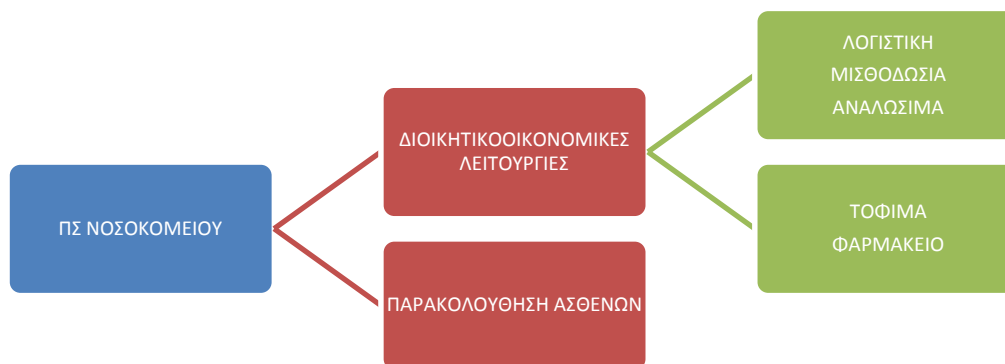 ΠΣ ΝΟΣΟΚΟΜΕΙΟΥ
ΔΙΟΙΚΗΤΙΚΟΟΙΚΟΝΟΜΙΚΕΣ
ΛΕΙΤΟΥΡΓΙΕΣ
ΠΑΡΑΚΟΛΟΥΘΗΣΗ ΑΣΘΕΝΩΝ
ΛΟΓΙΣΤΙΚΗ
ΜΙΣΘΟΔΩΣΙΑ
ΑΝΑΛΩΣΙΜΑ
ΤΟΦΙΜΑ
ΦΑΡΜΑΚΕΙΟ